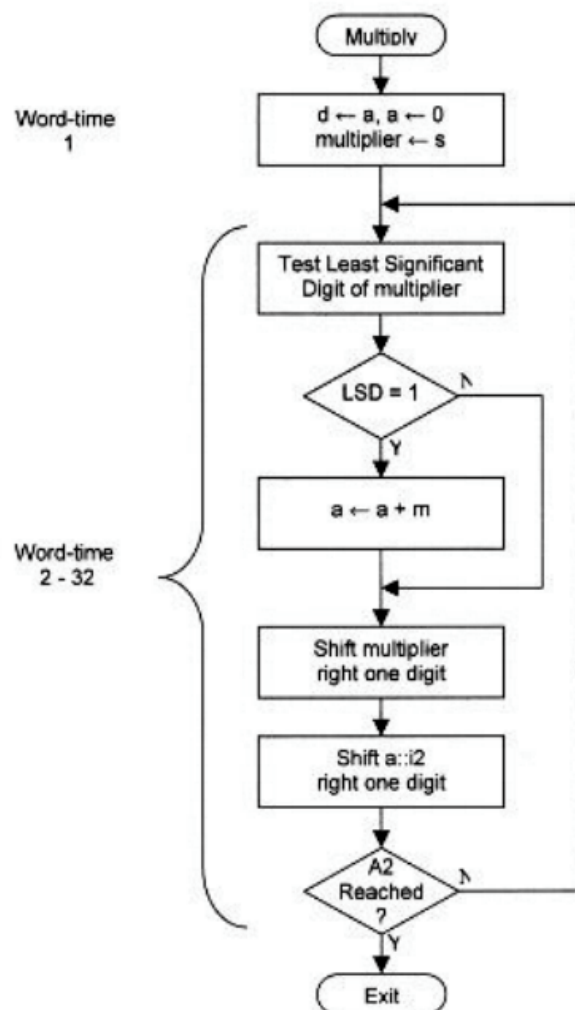 Multiply
Word-time
1
d ← a, a ← 0
multiplier ← s
Test Least Significant
Digit of multiplier
LSD = 1
N
Y
a ← a + m
Word-time
2 - 32
Shift multiplier
right one digit
Shift a::i2
right one digit
A2
Reached
?
N
Y
Exit